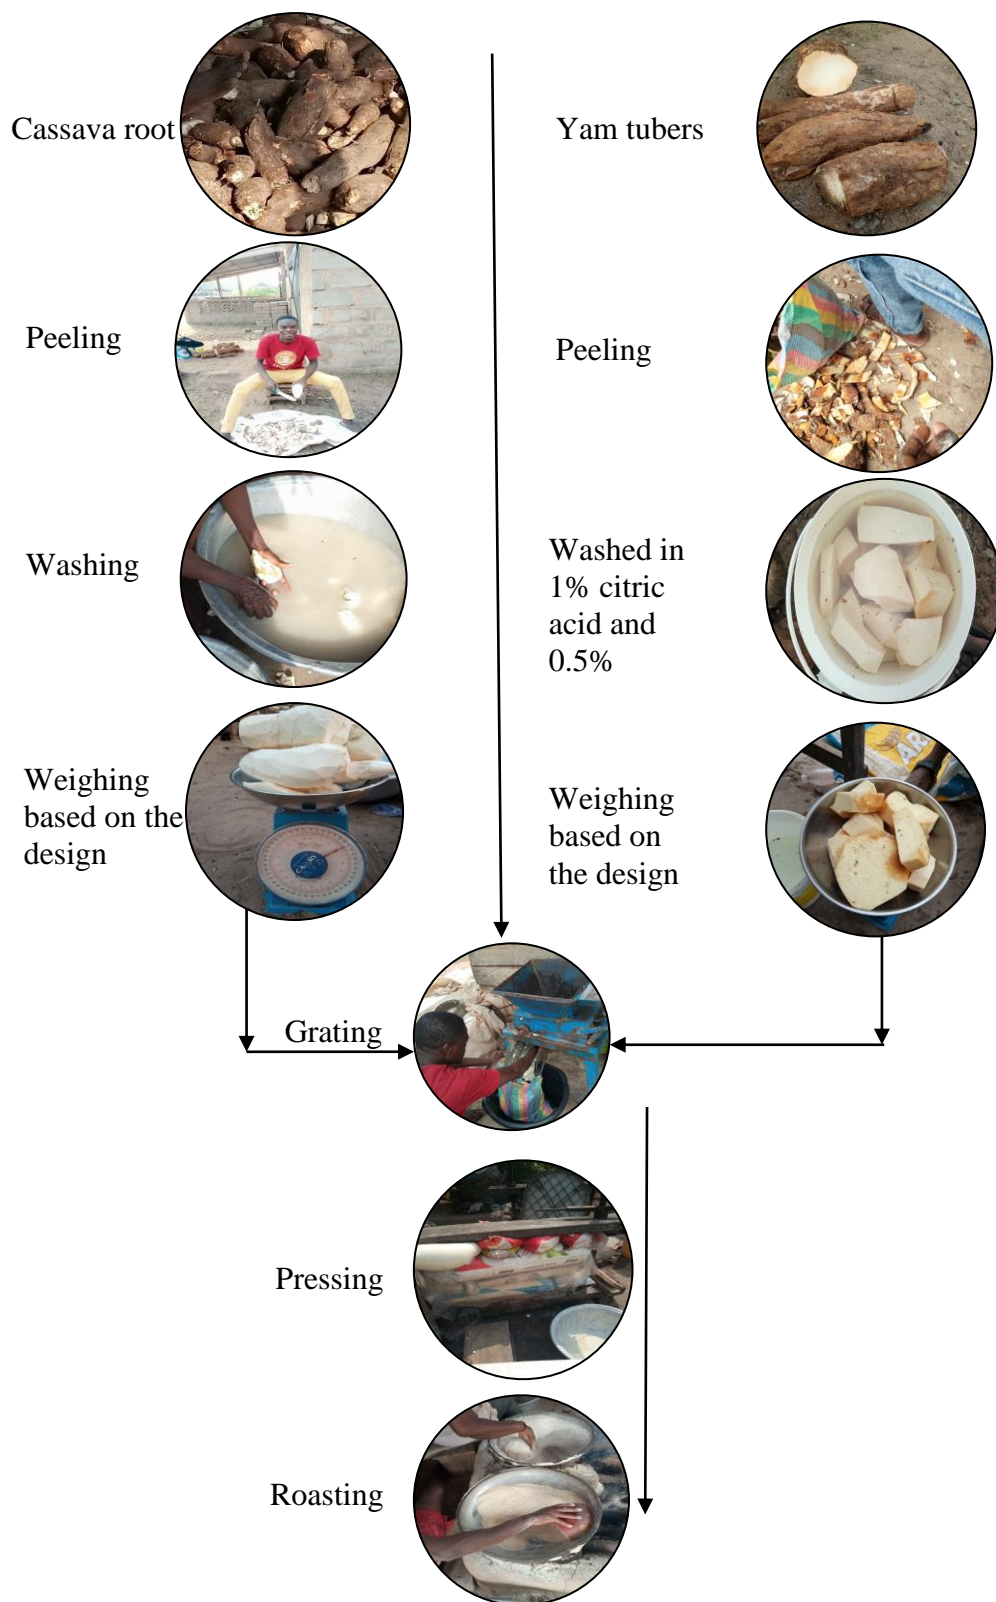 Cassava root
Yam tubers
Peeling
Peeling
Washing
Washed in
1% citric
acid and
0.5%
Weighing
based on the
design
Weighing
based on
the design
Grating
Pressing
Roasting